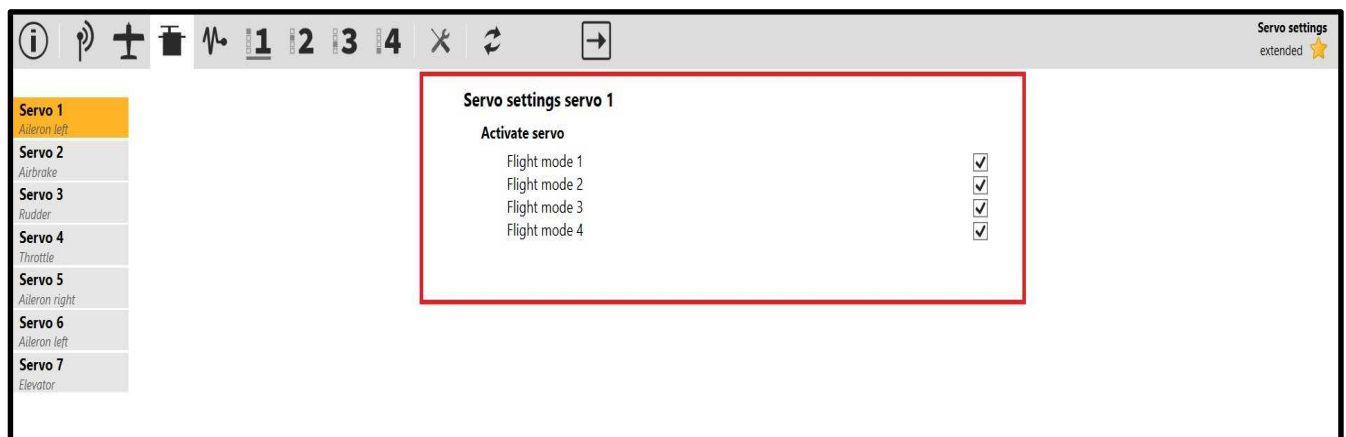 1 2 3 4
Servo settings
extended
Servo 1
Aileron left
Servo 2
Airbrake
Servo 3
Rudder
Servo 4
Throttle
Servo 5
Aileron right
Servo 6
Aileron left
Servo 7
Elevator
Servo settings servo 1
Activate servo
Flight mode 1
Flight mode 2
Flight mode 3
Flight mode 4